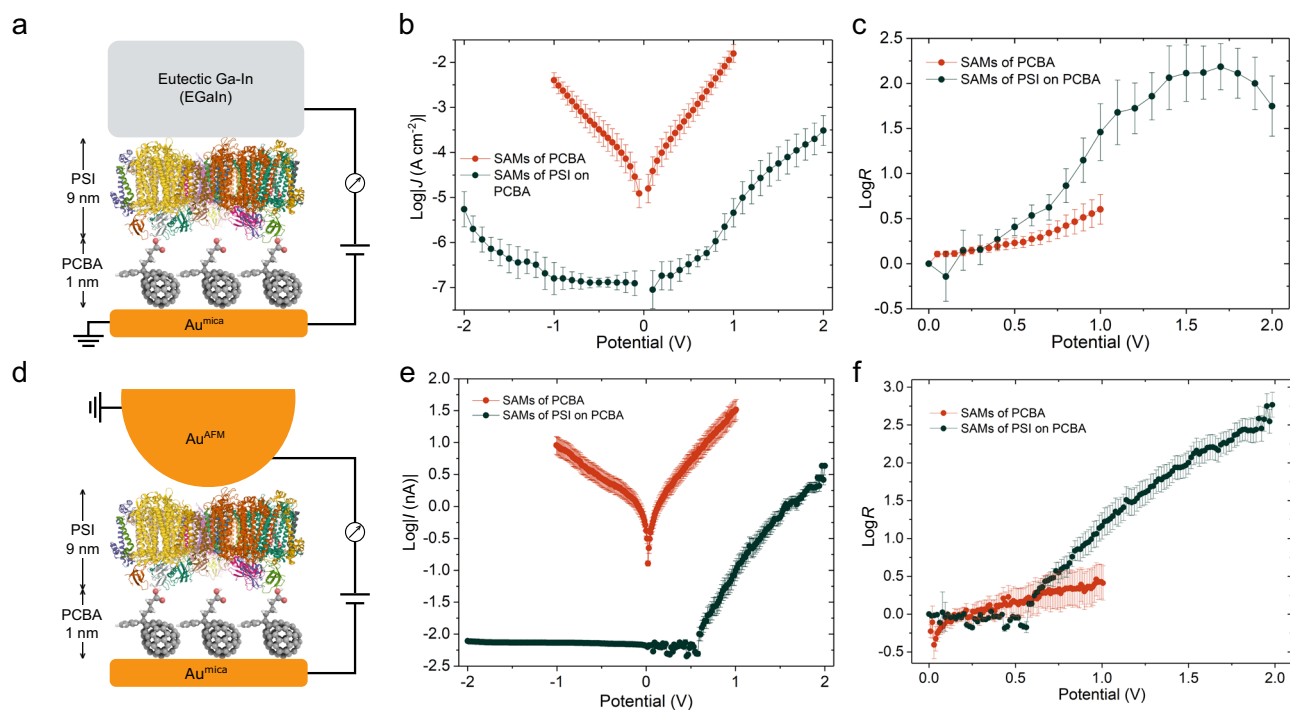 a
Eutectic Ga-In
(EGaIn)
PSI
9 nm
PCBA
1 nm
Au^mica
b
Log|J (A cm⁻²)|
-2
-3
-4
-5
-6
-7
SAMs of PCBA
SAMs of PSI on
PCBA
-2 -1 0 1 2
Potential (V)
c
LogR
2.5
2.0
1.5
1.0
0.5
0.0
-0.5
SAMs of PCBA
SAMs of PSI on PCBA
0.0 0.5 1.0 1.5 2.0
Potential (V)
d
Au^AFM
PSI
9 nm
PCBA
1 nm
Au^mica
e
Log|I (nA)|
2.0
1.5
1.0
0.5
0.0
-0.5
-1.0
-1.5
-2.0
-2.5
SAMs of PCBA
SAMs of PSI on PCBA
-2 -1 0 1 2
Potential (V)
f
LogR
3.0
2.5
2.0
1.5
1.0
0.5
0.0
-0.5
SAMs of PCBA
SAMs of PSI on PCBA
0.0 0.5 1.0 1.5 2.0
Potential (V)